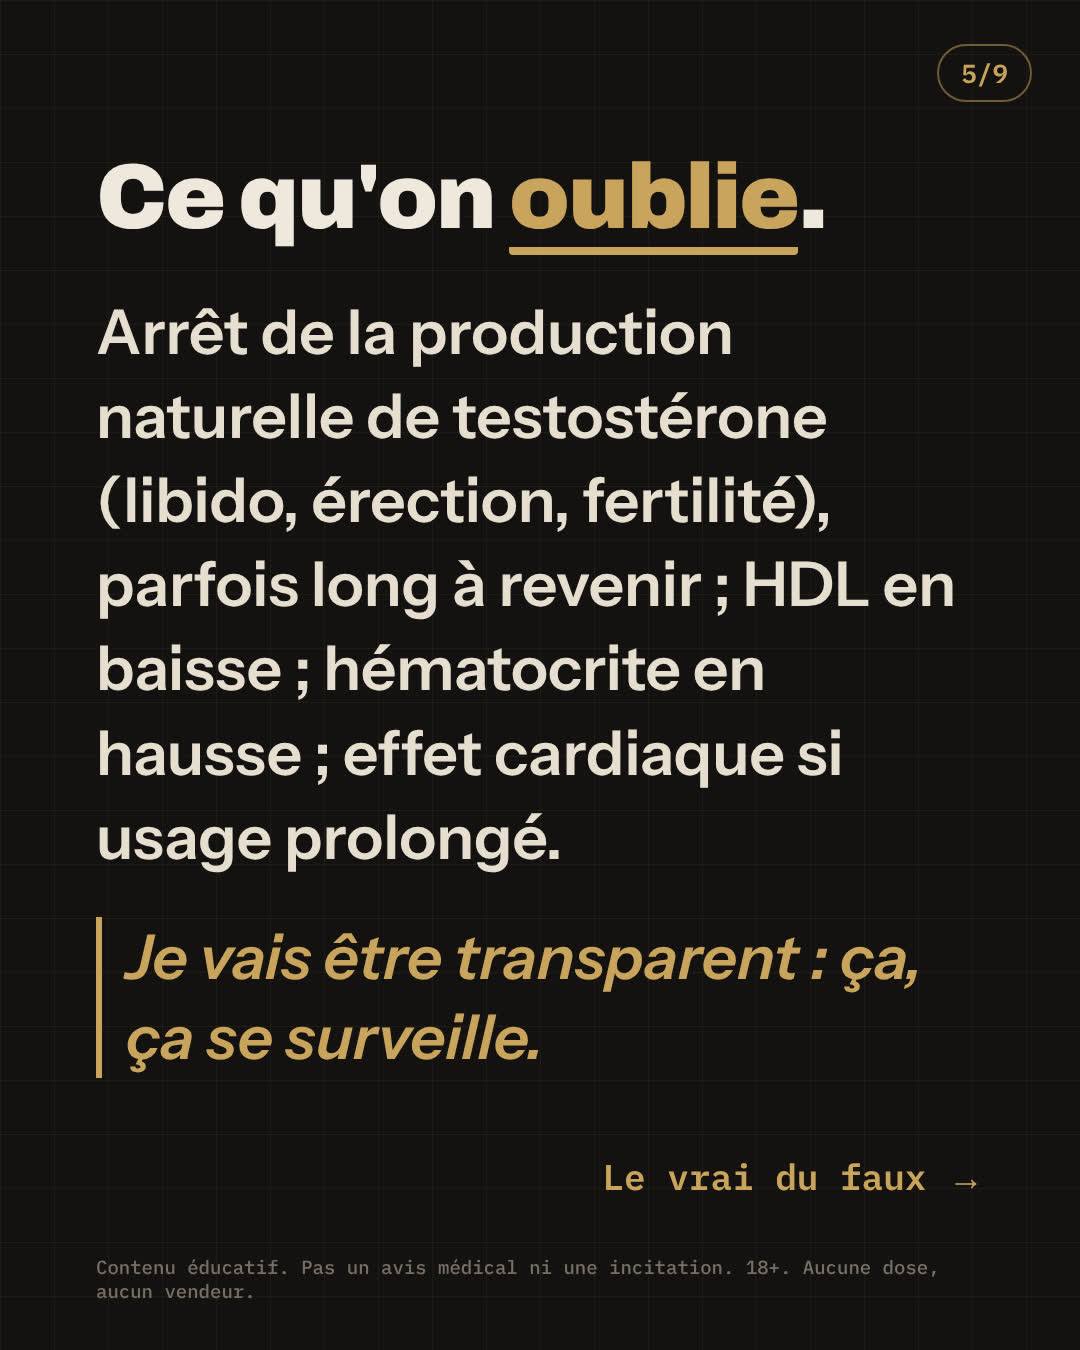 5/9
Ce qu'on oublie.
Arrêt de la production
naturelle de testostérone
(libido, érection, fertilité),
parfois long à revenir ; HDL en
baisse ; hématocrite en
hausse ; effet cardiaque si
usage prolongé.
Je vais être transparent : ça,
ça se surveille.
Le vrai du faux →
Contenu éducatif. Pas un avis médical ni une incitation. 18+. Aucune dose,
aucun vendeur.